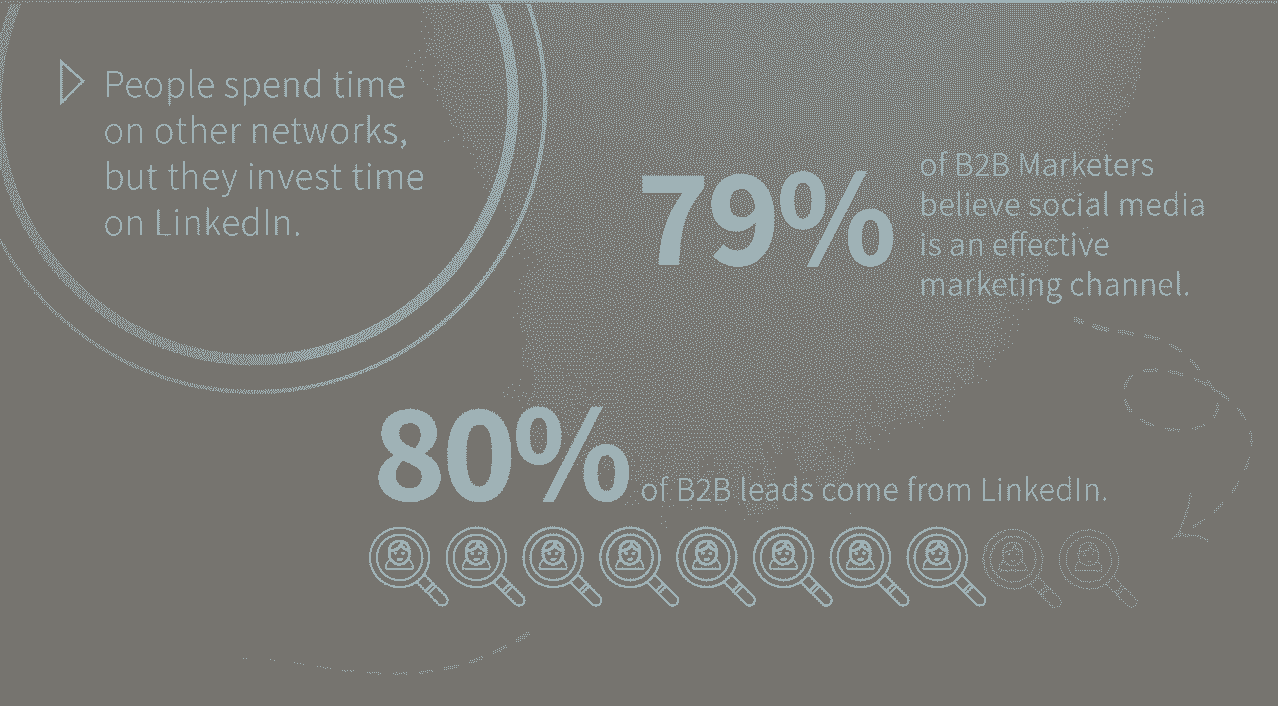 People spend time
on other networks,
but they invest time
on LinkedIn.
79%
of B2B Marketers
believe social media
is an effective
marketing channel.
80% of B2B leads come from LinkedIn.